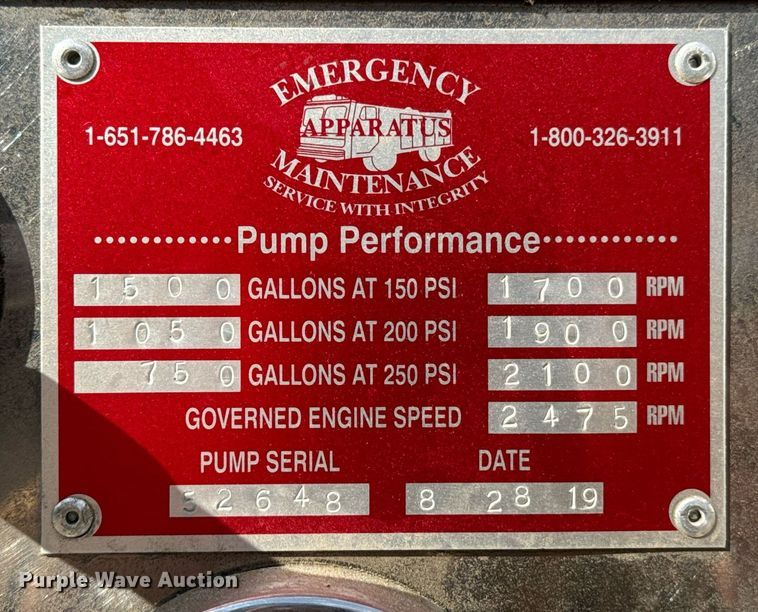 EMERGENCY
APPARATUS
MAINTENANCE
SERVICE WITH INTEGRITY
1-651-786-4463
1-800-326-3911
Pump Performance
1500 GALLONS AT 150 PSI 1700 RPM
1050 GALLONS AT 200 PSI 1900 RPM
750 GALLONS AT 250 PSI 2100 RPM
GOVERNED ENGINE SPEED 2475 RPM
PUMP SERIAL DATE
52648 8 28 19
Purple Wave Auction